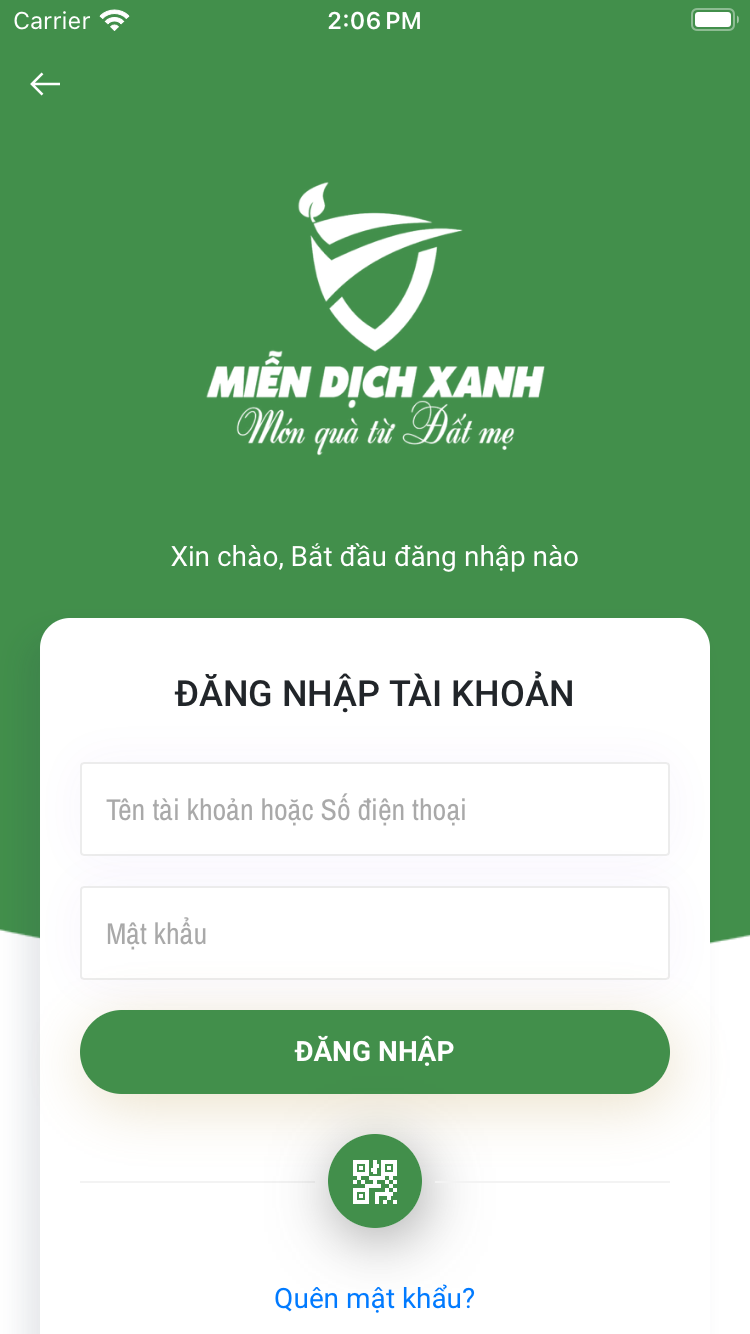 Carrier 2:06 PM
MIỄN DỊCH XANH
Món quà từ Đất mẹ
Xin chào, Bắt đầu đăng nhập nào
ĐĂNG NHẬP TÀI KHOẢN
Tên tài khoản hoặc Số điện thoại
Mật khẩu
ĐĂNG NHẬP
Quên mật khẩu?